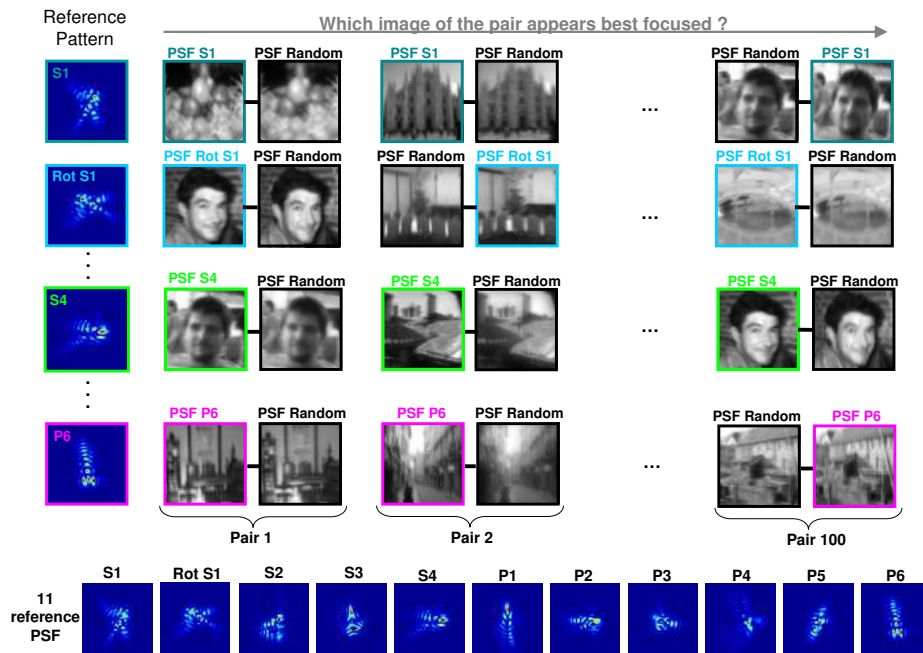 Reference
Pattern
Which image of the pair appears best focused ?
S1
PSF S1
PSF Random
PSF S1
PSF Random
...
PSF Random
PSF S1
Rot S1
PSF Rot S1
PSF Random
PSF Random
PSF Rot S1
...
PSF Rot S1
PSF Random
S4
PSF S4
PSF Random
PSF S4
PSF Random
...
PSF S4
PSF Random
P6
PSF P6
PSF Random
PSF P6
PSF Random
...
PSF Random
PSF P6
Pair 1
Pair 2
Pair 100
11
reference
PSF
S1
Rot S1
S2
S3
S4
P1
P2
P3
P4
P5
P6